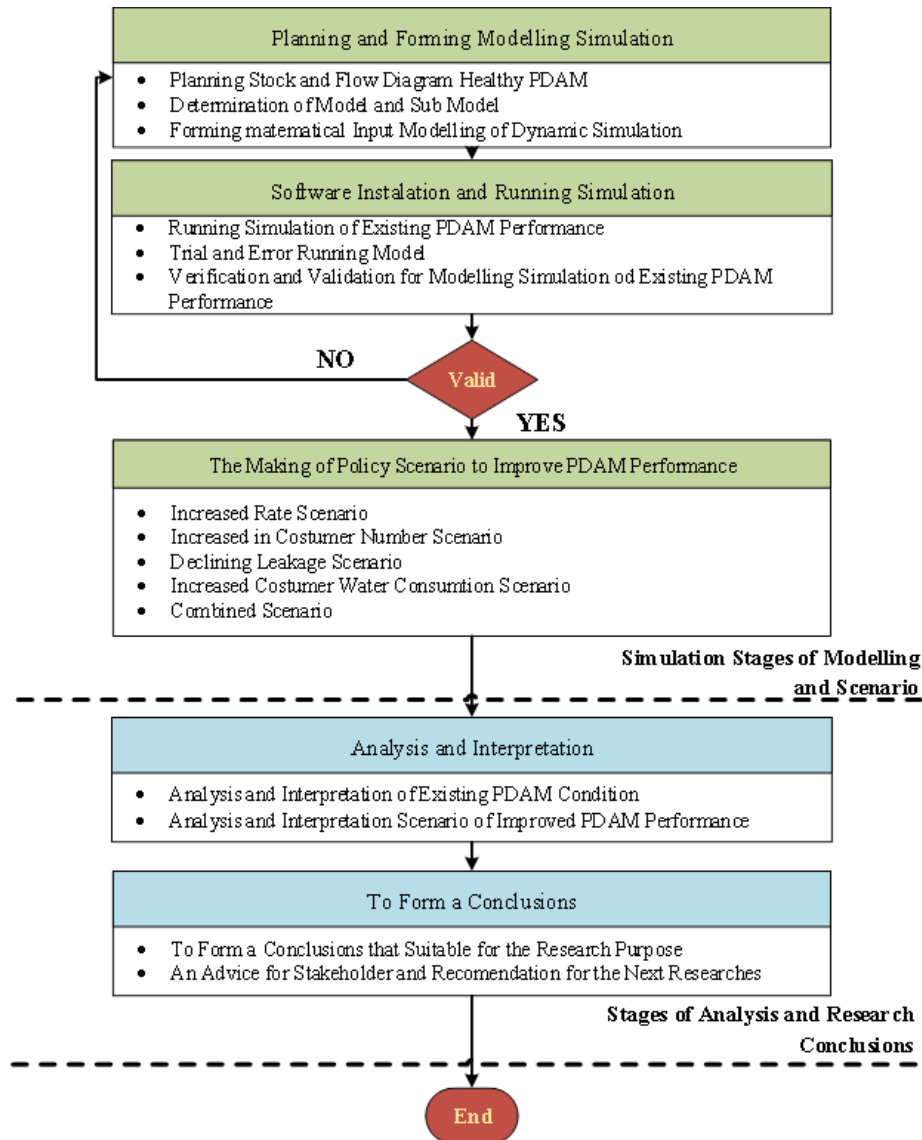 Planning and Forming Modelling Simulation
• Planning Stock and Flow Diagram Healthy PDAM
• Determination of Model and Sub Model
• Forming matematical Input Modelling of Dynamic Simulation
Software Instalation and Running Simulation
• Running Simulation of Existing PDAM Performance
• Trial and Error Running Model
• Verification and Validation for Modelling Simulation od Existing PDAM
Performance
NO
Valid
YES
The Making of Policy Scenario to Improve PDAM Performance
• Increased Rate Scenario
• Increased in Costumer Number Scenario
• Declining Leakage Scenario
• Increased Costumer Water Consumtion Scenario
• Combined Scenario
Simulation Stages of Modelling
and Scenario
Analysis and Interpretation
• Analysis and Interpretation of Existing PDAM Condition
• Analysis and Interpretation Scenario of Improved PDAM Performance
To Form a Conclusions
• To Form a Conclusions that Suitable for the Research Purpose
• An Advice for Stakeholder and Recomendation for the Next Researches
Stages of Analysis and Research
Conclusions
End